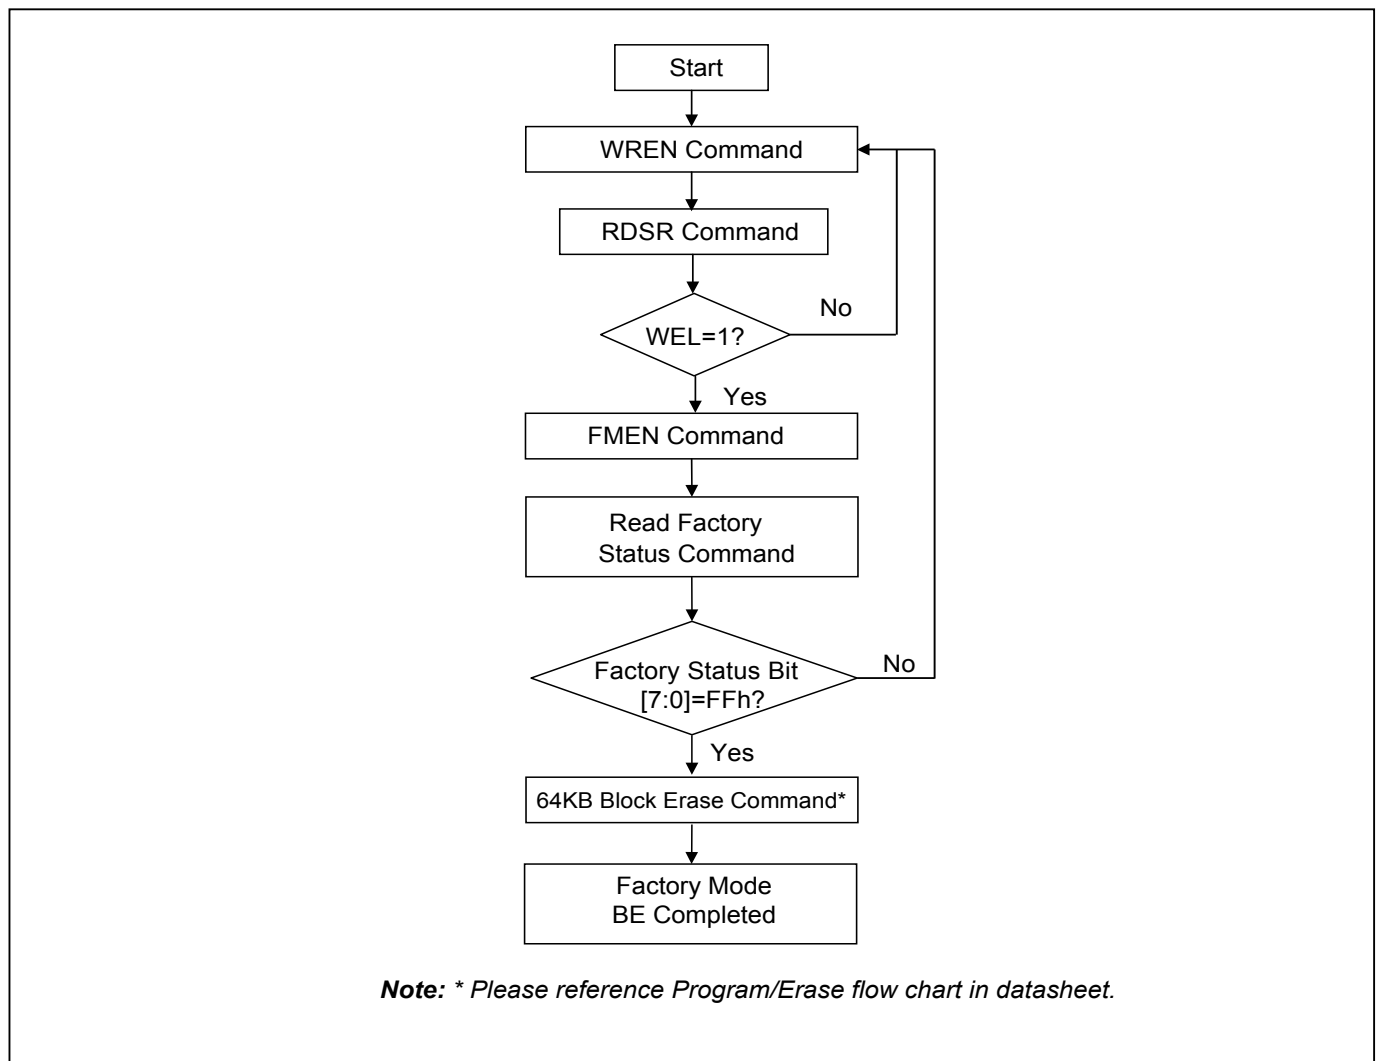 Start
WREN Command
RDSR Command
No
WEL=1?
Yes
FMEN Command
Read Factory
Status Command
No
Factory Status Bit
[7:0]=FFh?
Yes
64KB Block Erase Command*
Factory Mode
BE Completed
Note: * Please reference Program/Erase flow chart in datasheet.